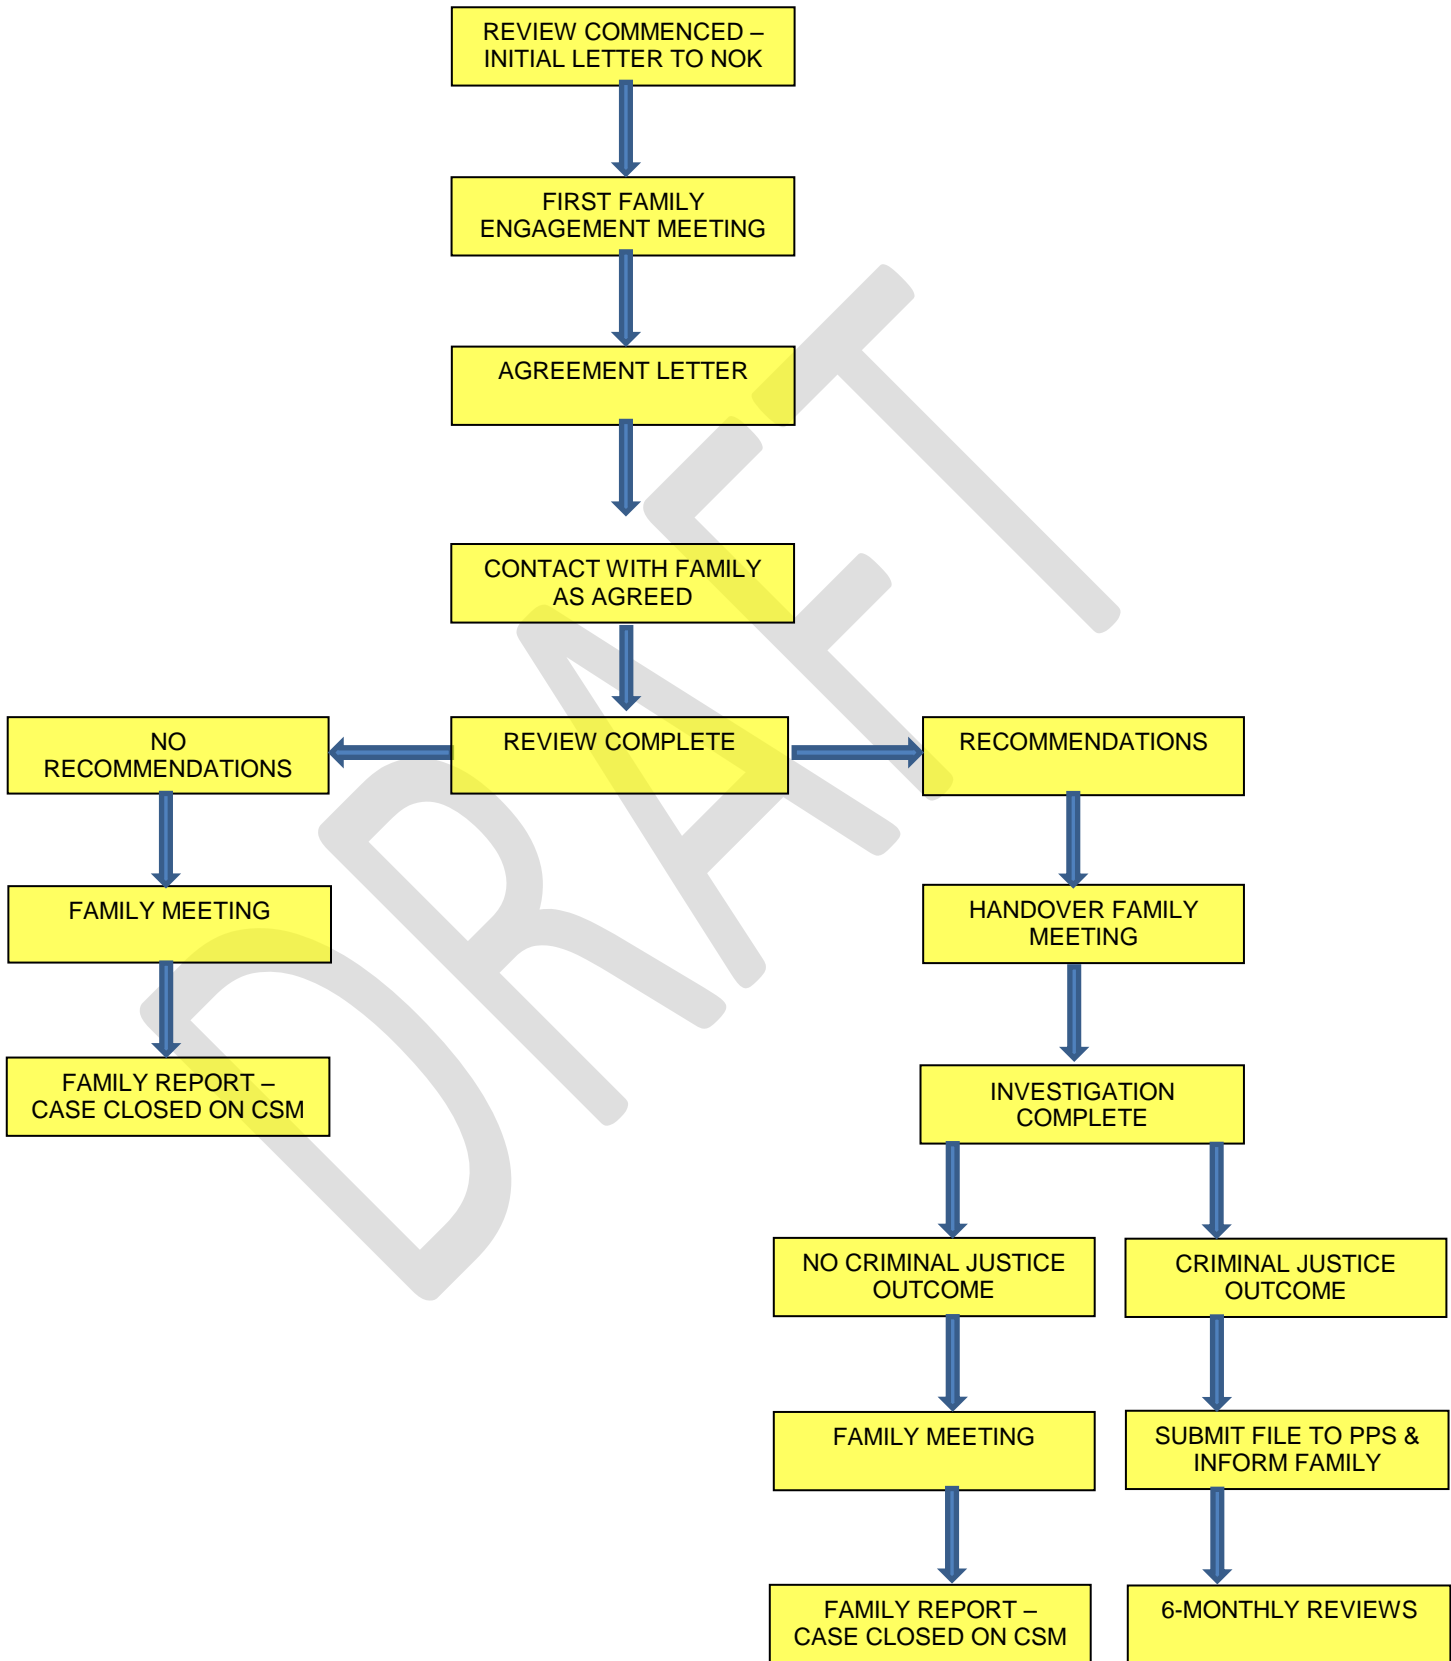 REVIEW COMMENCED –
INITIAL LETTER TO NOK
FIRST FAMILY
ENGAGEMENT MEETING
AGREEMENT LETTER
CONTACT WITH FAMILY
AS AGREED
NO
RECOMMENDATIONS
REVIEW COMPLETE
RECOMMENDATIONS
FAMILY MEETING
HANDOVER FAMILY
MEETING
FAMILY REPORT –
CASE CLOSED ON CSM
INVESTIGATION
COMPLETE
NO CRIMINAL JUSTICE
OUTCOME
CRIMINAL JUSTICE
OUTCOME
FAMILY MEETING
SUBMIT FILE TO PPS &
INFORM FAMILY
FAMILY REPORT –
CASE CLOSED ON CSM
6-MONTHLY REVIEWS
DRAFT